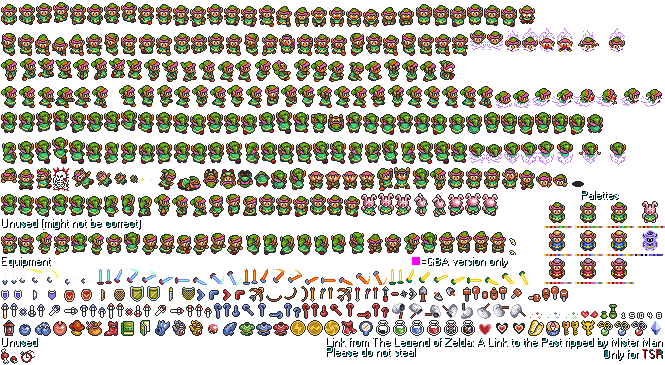 Palettes
Unused (might not be correct)
Equipment
=GBA version only
Unused
Link from The Legend of Zelda: A Link to the Past ripped by Mister Man
Please do not steal
Only for TSR